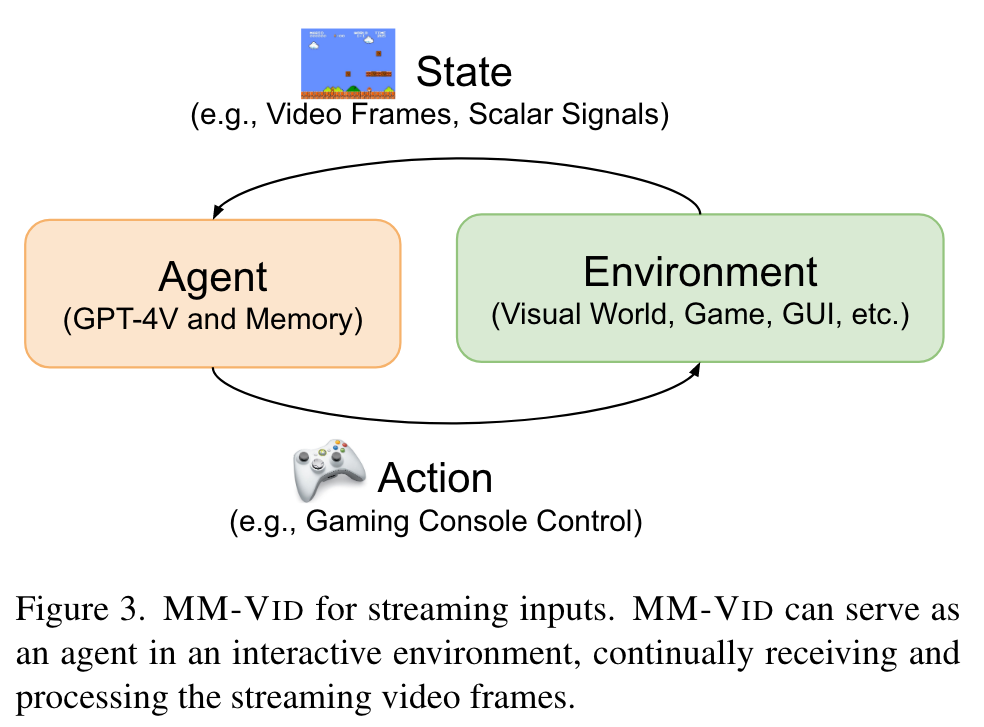 State
(e.g., Video Frames, Scalar Signals)
Agent
(GPT-4V and Memory)
Environment
(Visual World, Game, GUI, etc.)
Action
(e.g., Gaming Console Control)
Figure 3. MM-VID for streaming inputs. MM-VID can serve as
an agent in an interactive environment, continually receiving and
processing the streaming video frames.